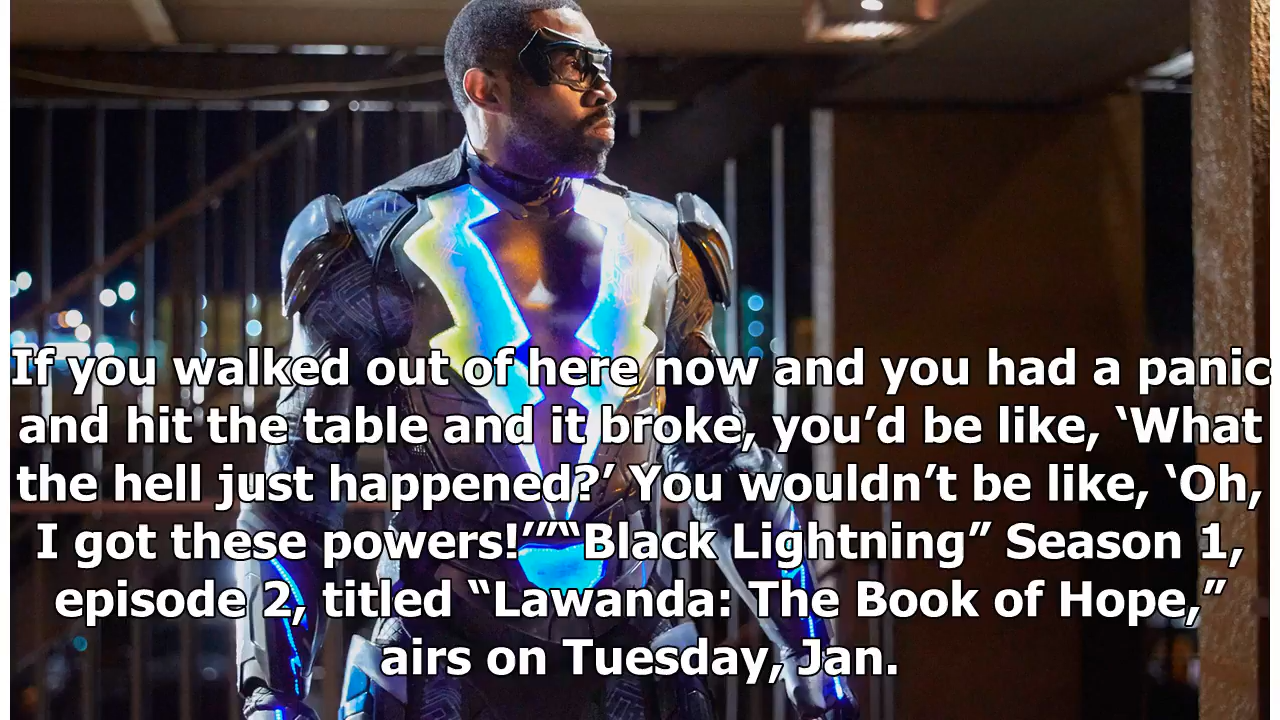 If you walked out of here now and you had a panic
and hit the table and it broke, you’d be like, ‘What
the hell just happened?’ You wouldn’t be like, ‘Oh,
I got these powers!’”“Black Lightning” Season 1,
episode 2, titled “Lawanda: The Book of Hope,”
airs on Tuesday, Jan.